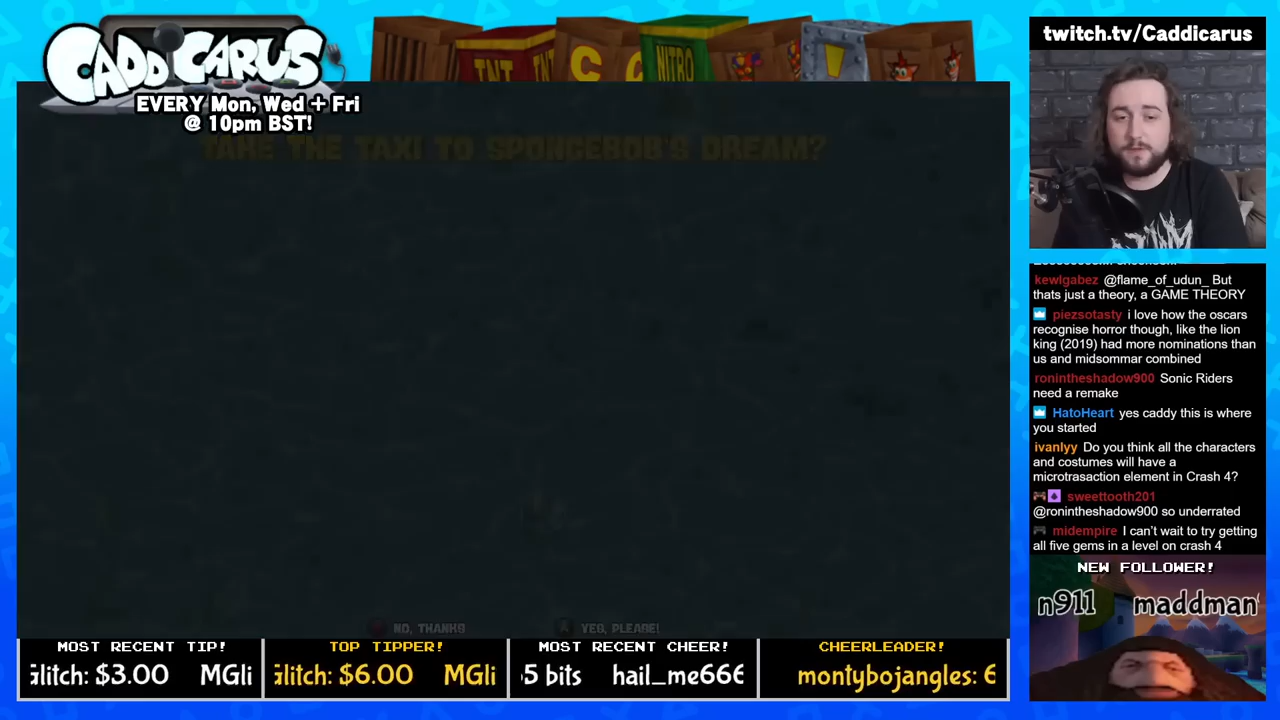 CADDICARUS
EVERY Mon, Wed + Fri
@ 10pm BST!
TNT
TNT
C
C
NITRO
TAKE THE TAXI TO SPONGEBOB'S DREAM?
NO, THANKS
YES, PLEASE!
twitch.tv/Caddicarus
kewlgabez @flame_of_udun_ But
thats just a theory, a GAME THEORY
piezsotasty i love how the oscars
recognise horror though, like the lion
king (2019) had more nominations than
us and midsommar combined
ronintheshadow900 Sonic Riders
need a remake
HatoHeart yes caddy this is where
you started
ivanlyy Do you think all the characters
and costumes will have a
microtrasaction element in Crash 4?
sweettooth201
@ronintheshadow900 so underrated
midempire I can't wait to try getting
all five gems in a level on crash 4
NEW FOLLOWER!
n911 maddman
MOST RECENT TIP!
Glitch: $3.00 MGli
TOP TIPPER!
Glitch: $6.00 MGli
MOST RECENT CHEER!
5 bits hail_me666
CHEERLEADER!
montybojangles: 6